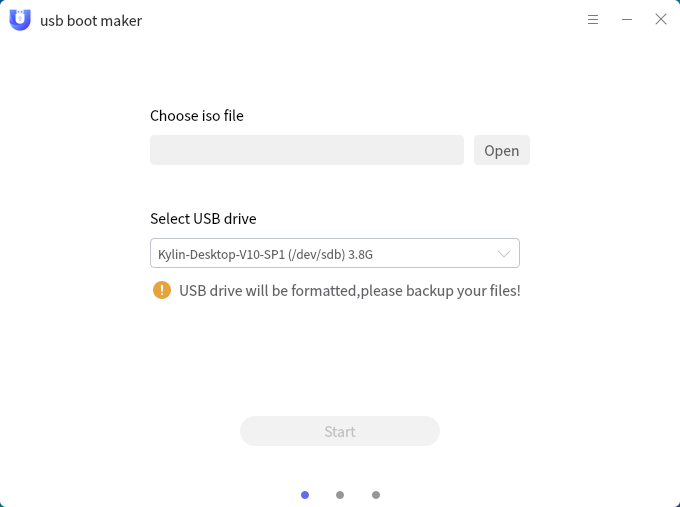 usb boot maker
Choose iso file
Open
Select USB drive
Kylin-Desktop-V10-SP1 (/dev/sdb) 3.8G
USB drive will be formatted,please backup your files!
Start